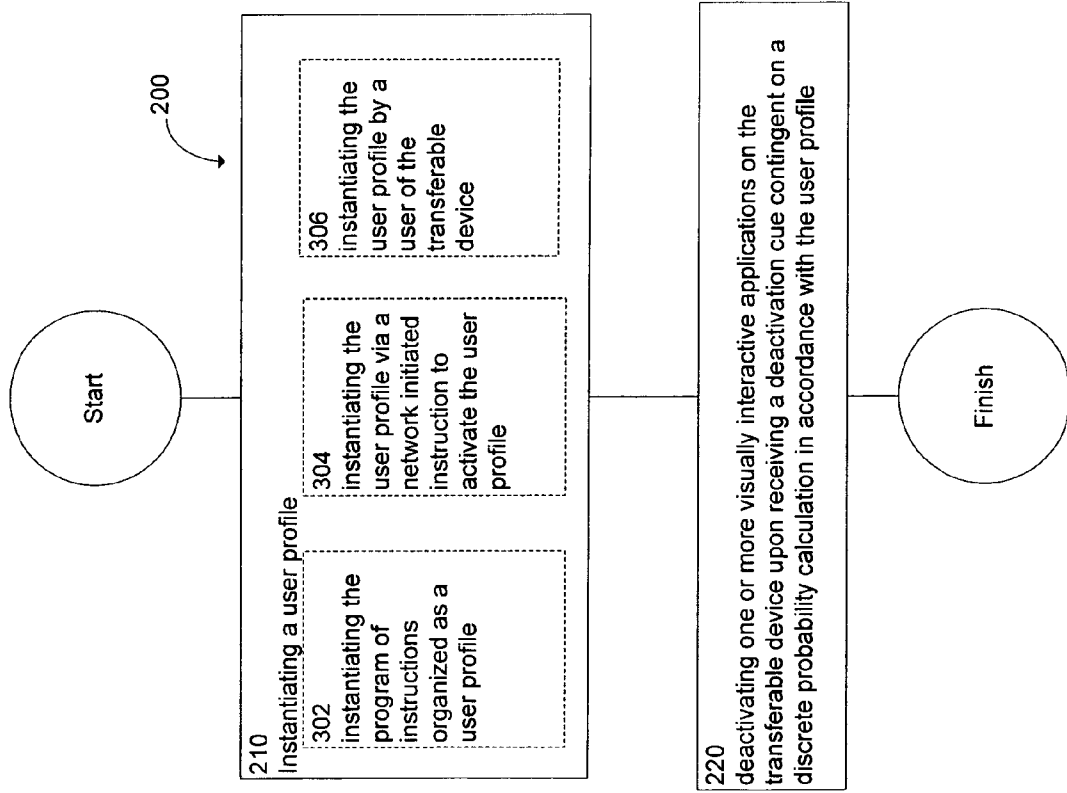 Start
200
210
Instantiating a user profile
302
instantiating the
program of
instructions
organized as a
user profile
304
instantiating the
user profile via a
network initiated
instruction to
activate the user
profile
306
instantiating the
user profile by a
user of the
transferable
device
220
deactivating one or more visually interactive applications on the
transferable device upon receiving a deactivation cue contingent on a
discrete probability calculation in accordance with the user profile
Finish